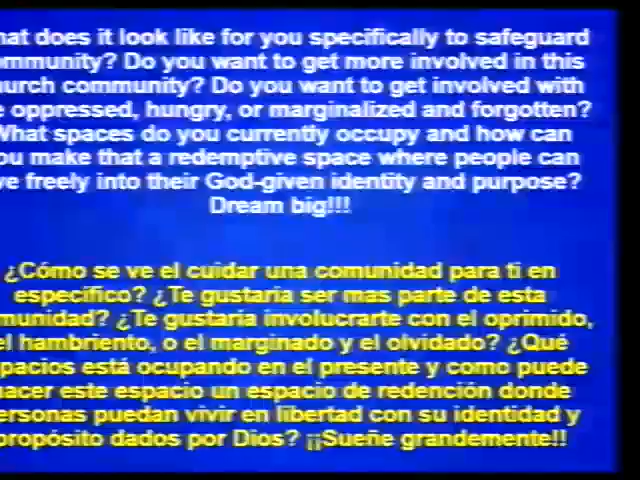 hat does it look like for you specifically to safeguard
mmunity? Do you want to get more involved in this
urch community? Do you want to get involved with
e oppressed, hungry, or marginalized and forgotten?
What spaces do you currently occupy and how can
ou make that a redemptive space where people can
ve freely into their God-given identity and purpose?
Dream big!!!
¿Cómo se ve el cuidar una comunidad para ti en
específico? ¿Te gustaria ser mas parte de esta
munidad? ¿Te gustaria involucrarte con el oprimido,
el hambriento, o el marginado y el olvidado? ¿Qué
pacios está ocupando en el presente y como puede
hacer este espacio un espacio de redención donde
ersonas puedan vivir en libertad con su identidad y
propósito dados por Dios? ¡¡Sueñe grandemente!!